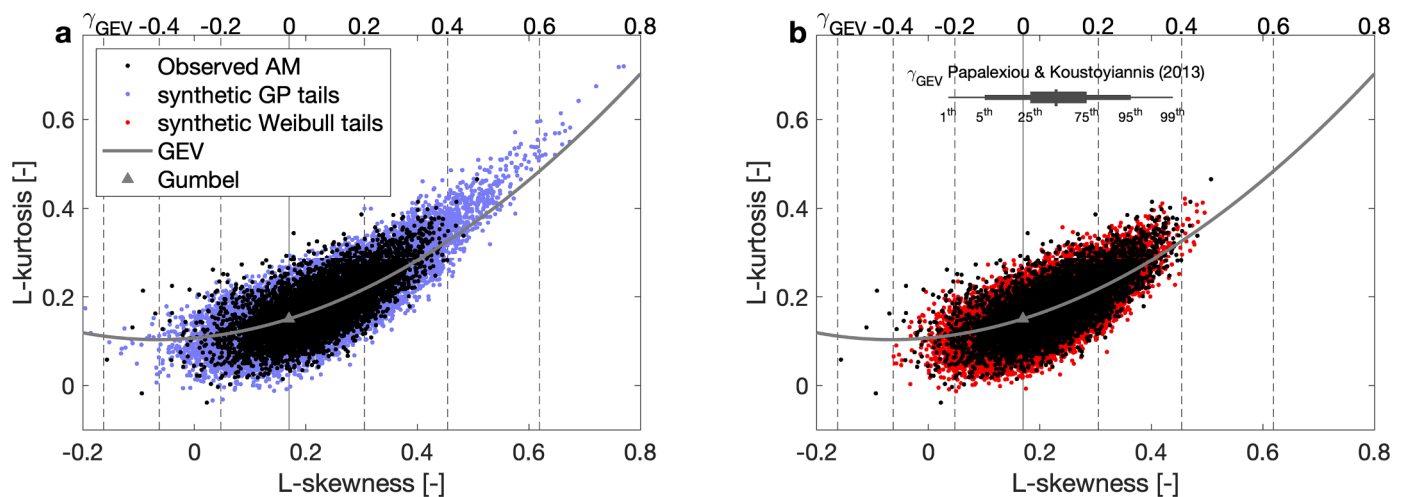 a
γGEV -0.4 -0.2 0 0.2 0.4 0.6 0.8
Observed AM
synthetic GP tails
synthetic Weibull tails
GEV
Gumbel
L-kurtosis [-]
0.6
0.4
0.2
0
-0.2 0 0.2 0.4 0.6 0.8
L-skewness [-]
b
γGEV -0.4 -0.2 0 0.2 0.4 0.6 0.8
γGEV Papalexiou & Koustoyiannis (2013)
1th 5th 25th 75th 95th 99th
L-kurtosis [-]
0.6
0.4
0.2
0
-0.2 0 0.2 0.4 0.6 0.8
L-skewness [-]